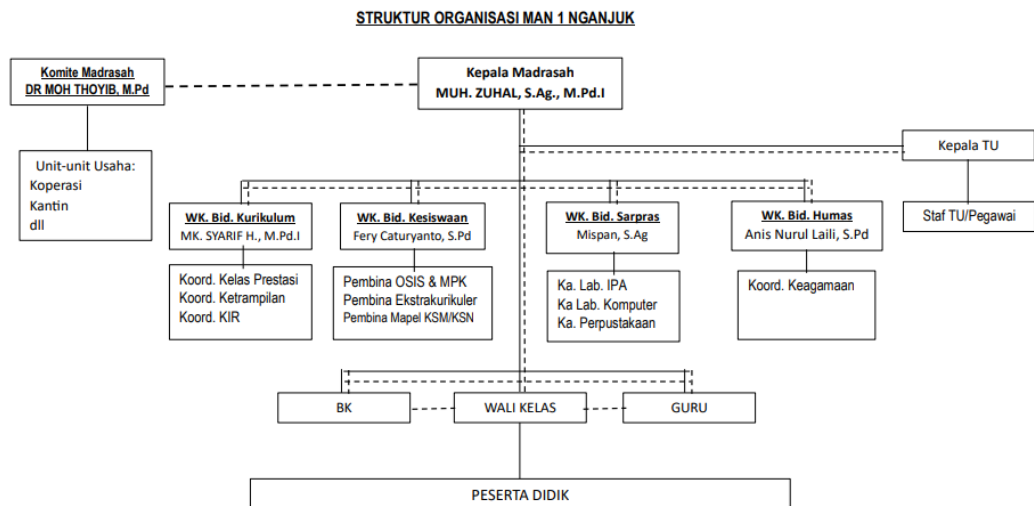 STRUKTUR ORGANISASI MAN 1 NGANJUK
Komite Madrasah
DR MOH THOYIB, M.Pd
Kepala Madrasah
MUH. ZUHAL, S.Ag., M.Pd.I
Unit-unit Usaha:
Koperasi
Kantin
dll
Kepala TU
Staf TU/Pegawai
WK. Bid. Kurikulum
MK. SYARIF H., M.Pd.I
WK. Bid. Kesiswaan
Fery Caturyanto, S.Pd
WK. Bid. Sarpras
Mispan, S.Ag
WK. Bid. Humas
Anis Nurul Laili, S.Pd
Koord. Kelas Prestasi
Koord. Ketrampilan
Koord. KIR
Pembina OSIS & MPK
Pembina Ekstrakurikuler
Pembina Mapel KSM/KSN
Ka. Lab. IPA
Ka Lab. Komputer
Ka. Perpustakaan
Koord. Keagamaan
BK
WALI KELAS
GURU
PESERTA DIDIK